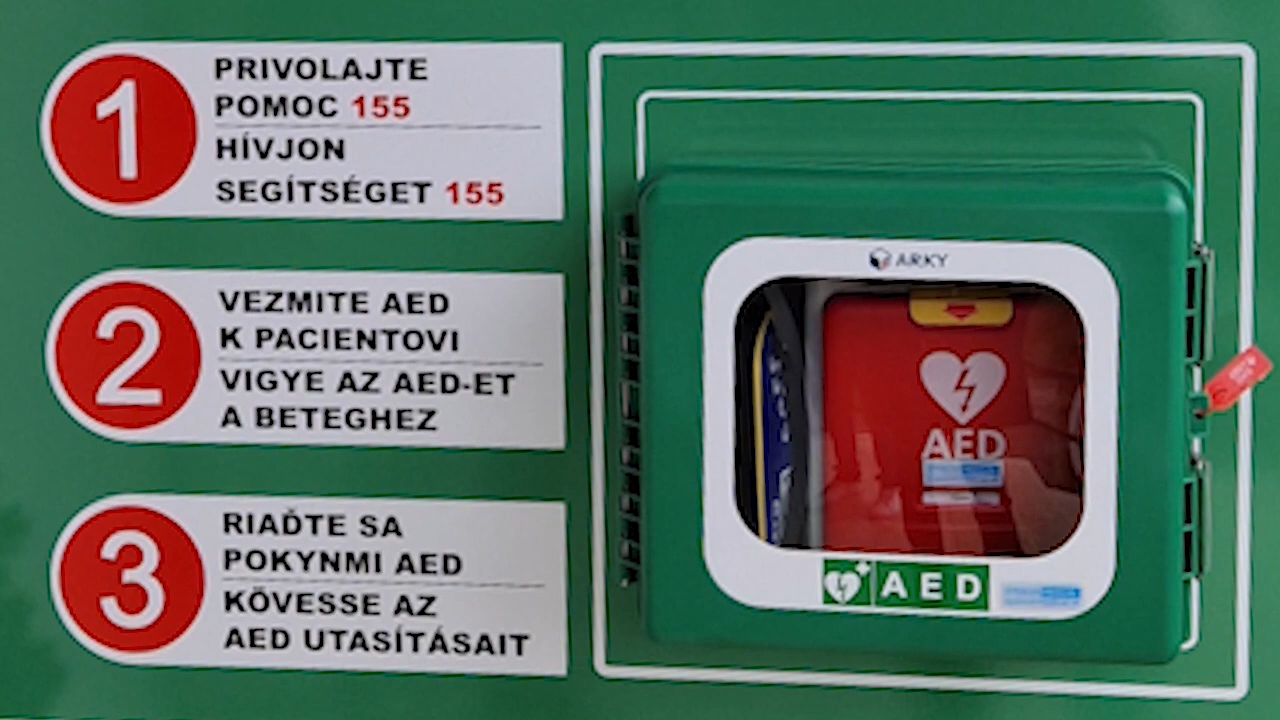 1
PRIVOLAJTE
POMOC 155
HÍVJON
SEGÍTSÉGET 155
2
VEZMITE AED
K PACIENTOVI
VIGYE AZ AED-ET
A BETEGHEZ
3
RIAĎTE SA
POKYNMI AED
KÖVESSE AZ
AED UTASÍTÁSAIT
ARKY
AED
AED